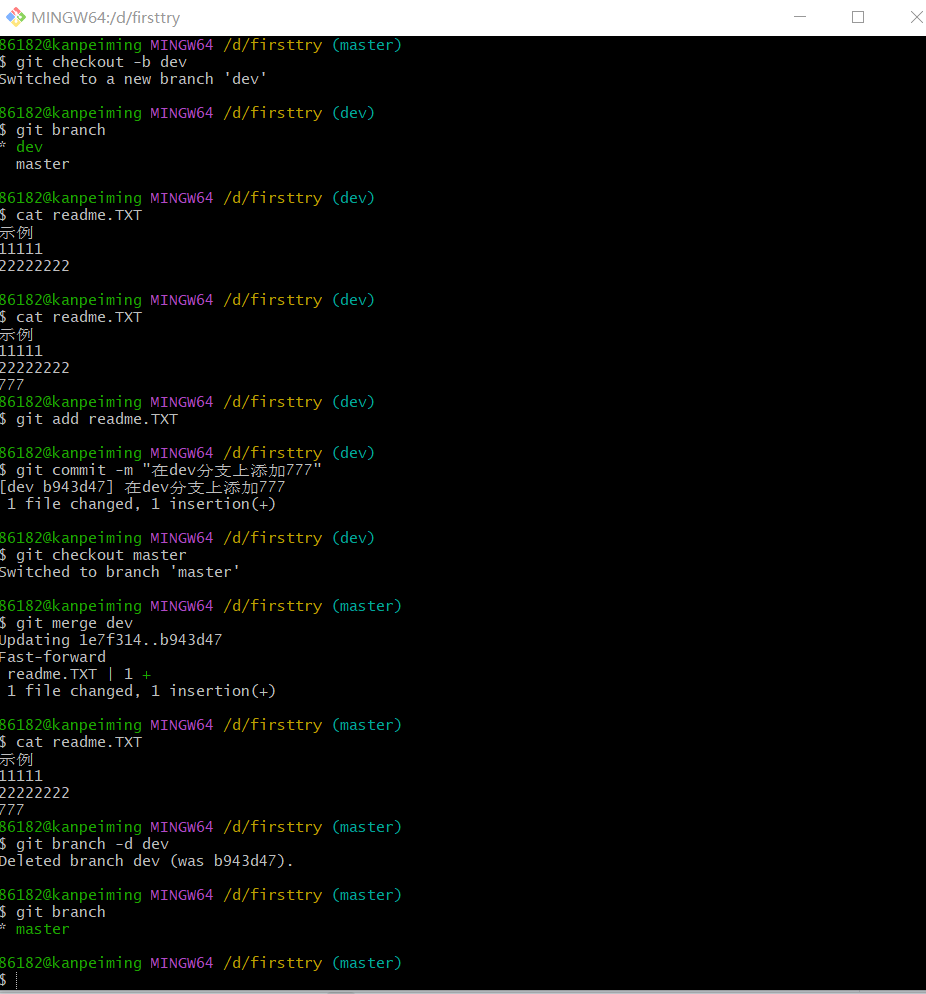 MINGW64:/d/firsttry
86182@kanpeiming MINGW64 /d/firsttry (master)
$ git checkout -b dev
Switched to a new branch 'dev'
86182@kanpeiming MINGW64 /d/firsttry (dev)
$ git branch
* dev
master
86182@kanpeiming MINGW64 /d/firsttry (dev)
$ cat readme.TXT
示例
11111
22222222
86182@kanpeiming MINGW64 /d/firsttry (dev)
$ cat readme.TXT
示例
11111
22222222
777
86182@kanpeiming MINGW64 /d/firsttry (dev)
$ git add readme.TXT
86182@kanpeiming MINGW64 /d/firsttry (dev)
$ git commit -m "在dev分支上添加777"
[dev b943d47] 在dev分支上添加777
1 file changed, 1 insertion(+)
86182@kanpeiming MINGW64 /d/firsttry (dev)
$ git checkout master
Switched to branch 'master'
86182@kanpeiming MINGW64 /d/firsttry (master)
$ git merge dev
Updating 1e7f314..b943d47
Fast-forward
readme.TXT | 1 +
1 file changed, 1 insertion(+)
86182@kanpeiming MINGW64 /d/firsttry (master)
$ cat readme.TXT
示例
11111
22222222
777
86182@kanpeiming MINGW64 /d/firsttry (master)
$ git branch -d dev
Deleted branch dev (was b943d47).
86182@kanpeiming MINGW64 /d/firsttry (master)
$ git branch
* master
86182@kanpeiming MINGW64 /d/firsttry (master)
$